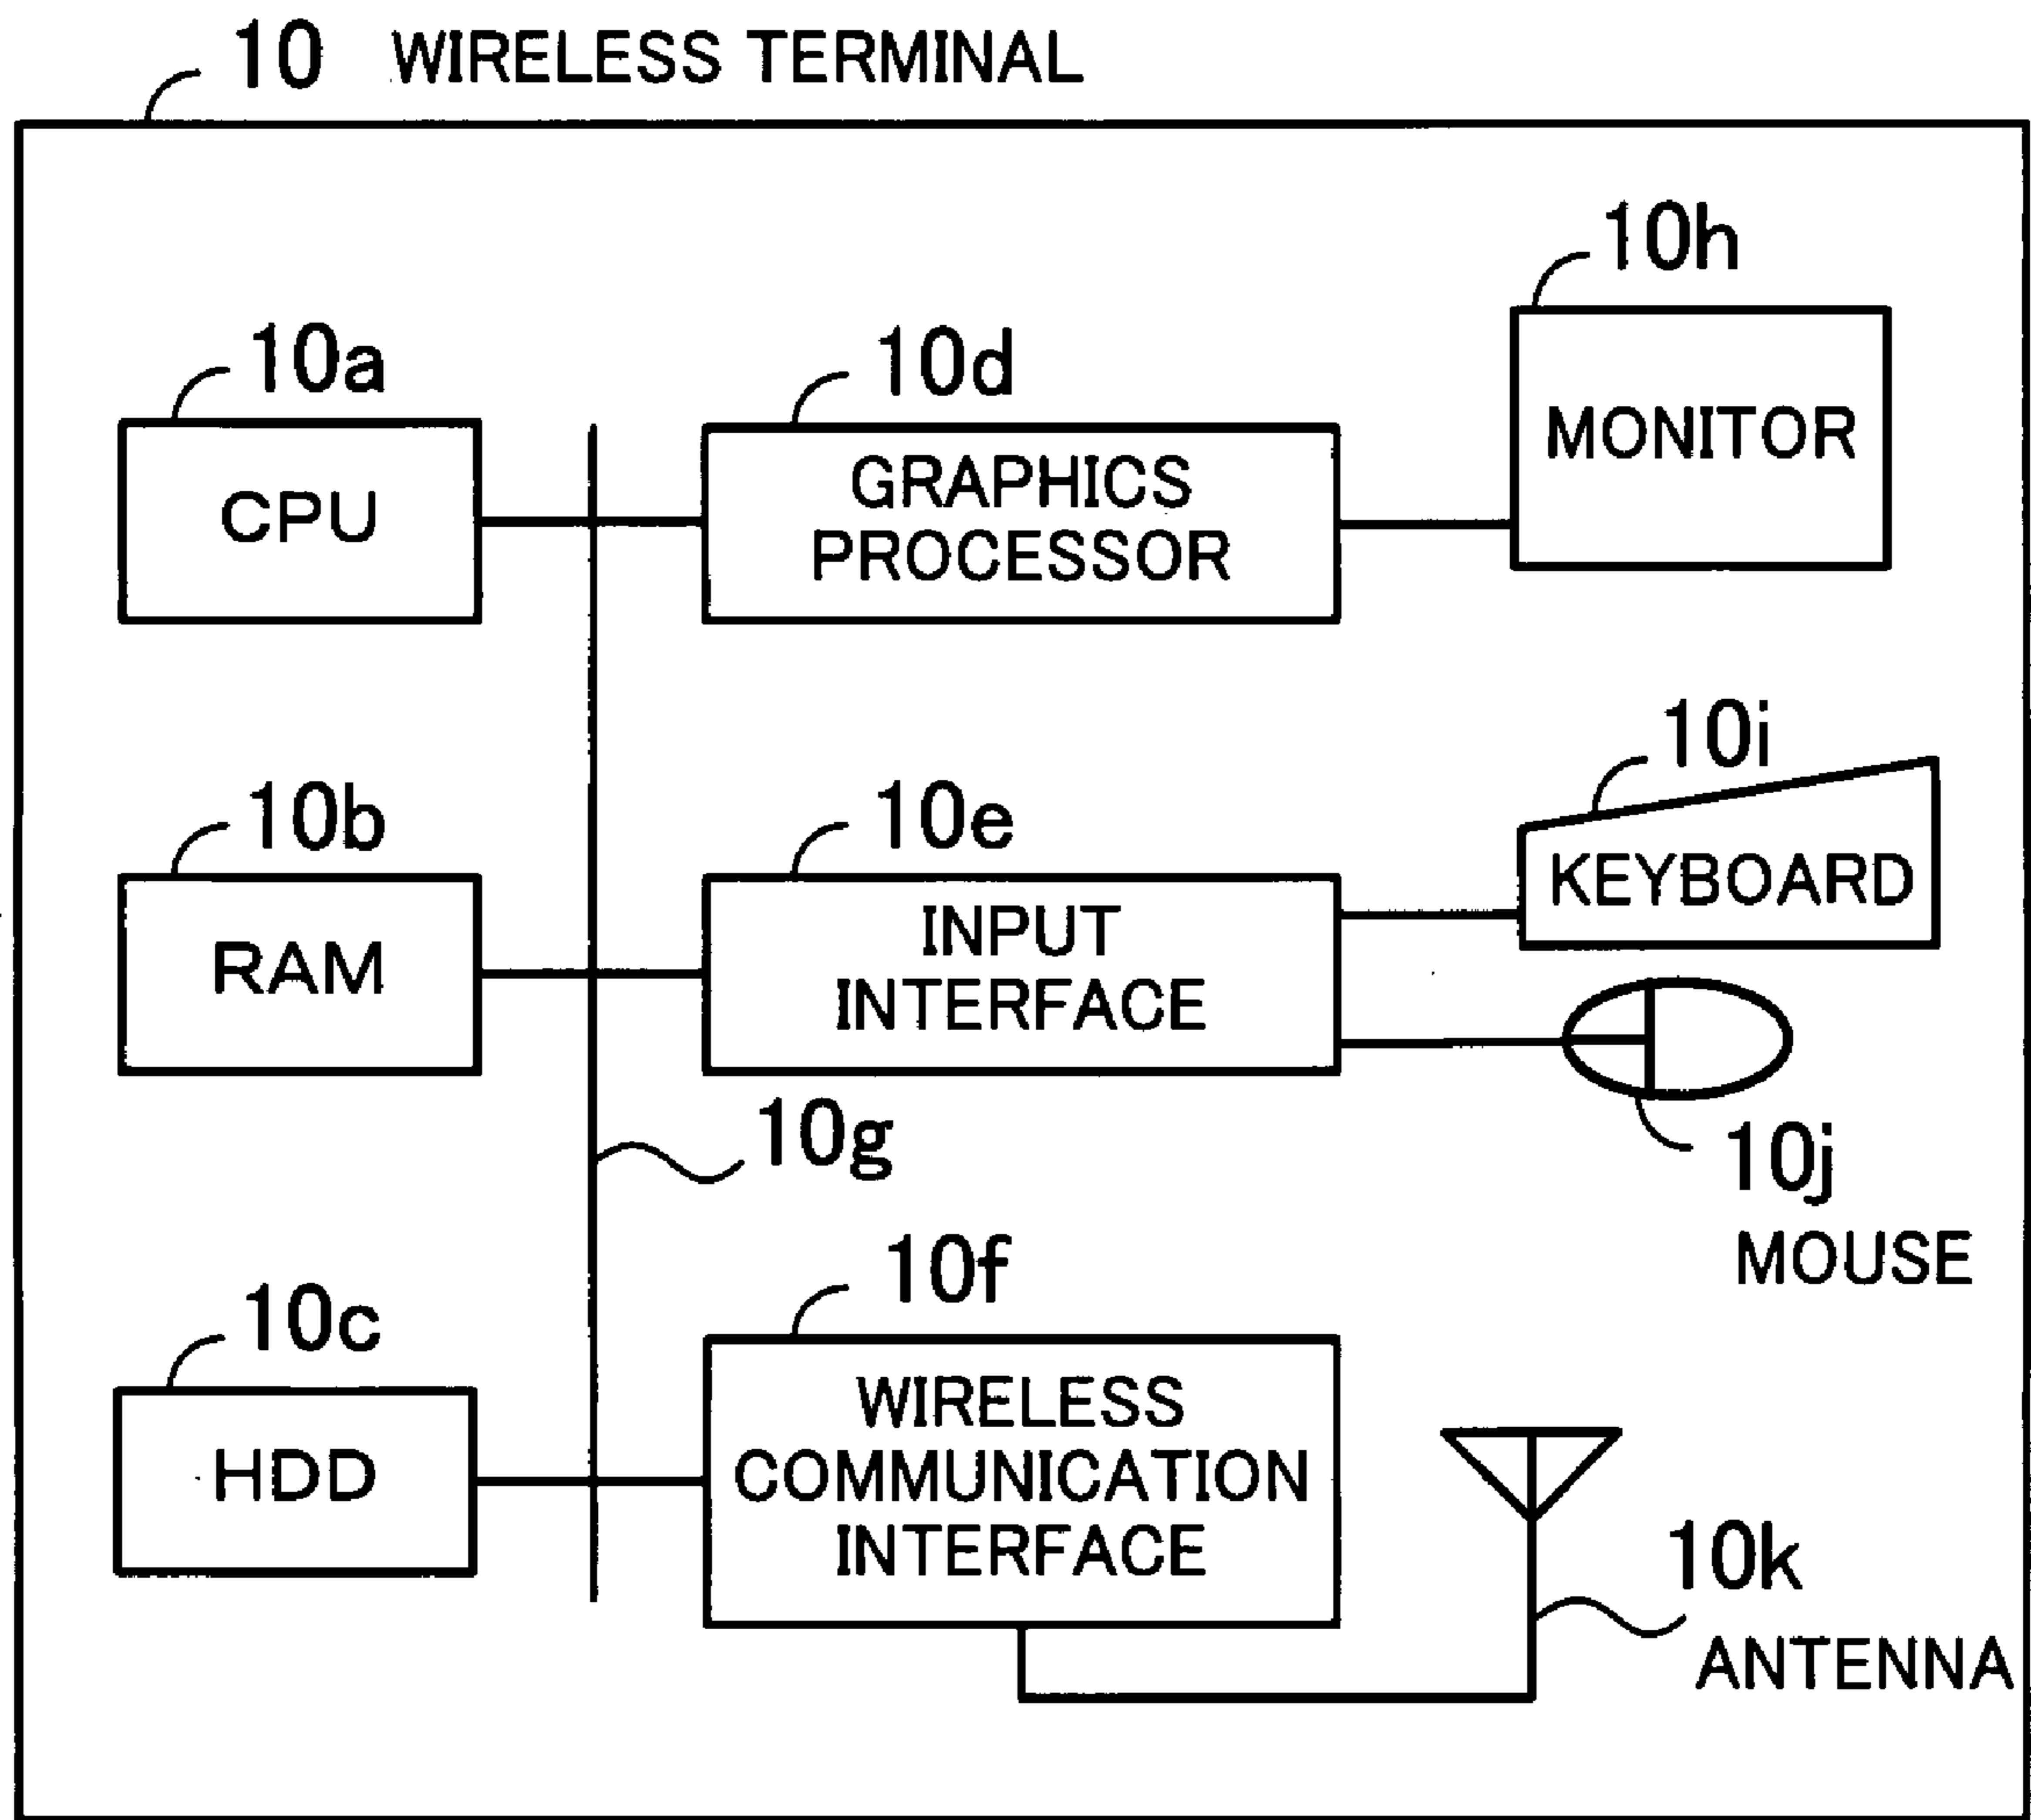 10 WIRELESS TERMINAL
10h
MONITOR
10a
CPU
10d
GRAPHICS
PROCESSOR
10i
KEYBOARD
10b
RAM
10e
INPUT
INTERFACE
10j
MOUSE
10g
10c
HDD
10f
WIRELESS
COMMUNICATION
INTERFACE
10k
ANTENNA